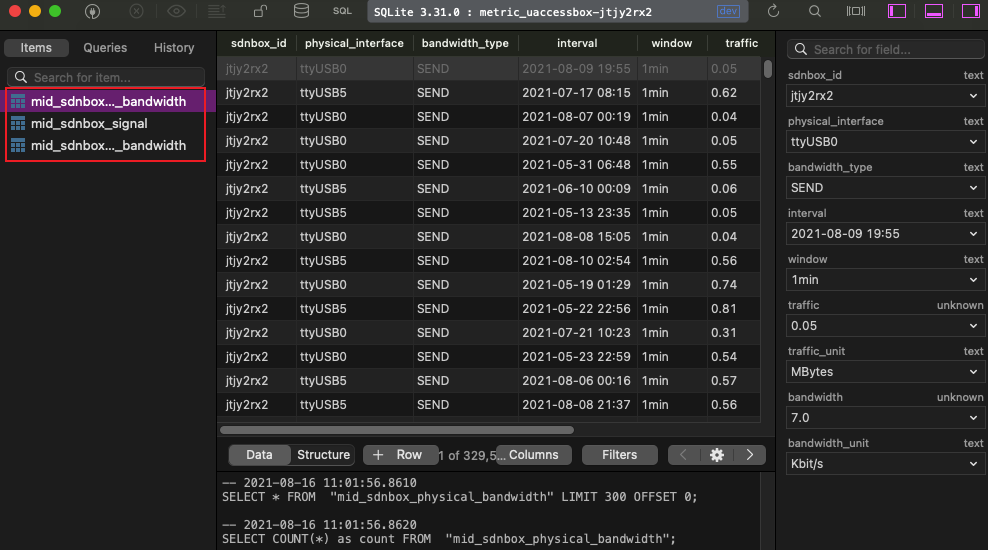 SQL
SQLite 3.31.0 : metric_uaccessbox-jtjy2rx2
dev
Items
Queries
History
Search for item...
mid_sdnbox..._bandwidth
mid_sdnbox_signal
mid_sdnbox..._bandwidth
sdnbox_id physical_interface bandwidth_type interval window traffic
jtjy2rx2 ttyUSB0 SEND 2021-08-09 19:55 1min 0.05
jtjy2rx2 ttyUSB5 SEND 2021-07-17 08:15 1min 0.62
jtjy2rx2 ttyUSB0 SEND 2021-08-07 00:19 1min 0.04
jtjy2rx2 ttyUSB0 SEND 2021-07-20 10:48 1min 0.05
jtjy2rx2 ttyUSB0 SEND 2021-05-31 06:48 1min 0.55
jtjy2rx2 ttyUSB5 SEND 2021-06-10 00:09 1min 0.06
jtjy2rx2 ttyUSB5 SEND 2021-05-13 23:35 1min 0.05
jtjy2rx2 ttyUSB0 SEND 2021-08-08 15:05 1min 0.04
jtjy2rx2 ttyUSB5 SEND 2021-08-10 02:54 1min 0.56
jtjy2rx2 ttyUSB0 SEND 2021-05-19 01:29 1min 0.74
jtjy2rx2 ttyUSB5 SEND 2021-05-22 22:56 1min 0.81
jtjy2rx2 ttyUSB0 SEND 2021-07-21 10:23 1min 0.31
jtjy2rx2 ttyUSB0 SEND 2021-05-23 22:59 1min 0.54
jtjy2rx2 ttyUSB5 SEND 2021-08-06 00:16 1min 0.57
jtjy2rx2 ttyUSB5 SEND 2021-08-08 21:37 1min 0.56
Data Structure + Row 1 of 329,5... Columns Filters
-- 2021-08-16 11:01:56.8610
SELECT * FROM "mid_sdnbox_physical_bandwidth" LIMIT 300 OFFSET 0;
-- 2021-08-16 11:01:56.8620
SELECT COUNT(*) as count FROM "mid_sdnbox_physical_bandwidth";
Search for field...
sdnbox_id text
jtjy2rx2
physical_interface text
ttyUSB0
bandwidth_type text
SEND
interval text
2021-08-09 19:55
window text
1min
traffic unknown
0.05
traffic_unit text
MBytes
bandwidth unknown
7.0
bandwidth_unit text
Kbit/s